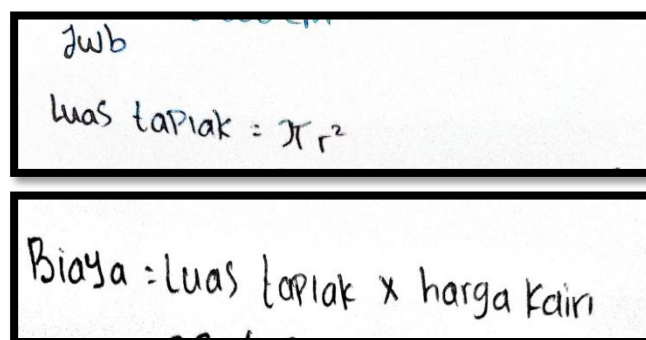 Jwb
Luas taplak = πr²
Biaya = Luas taplak x harga kain